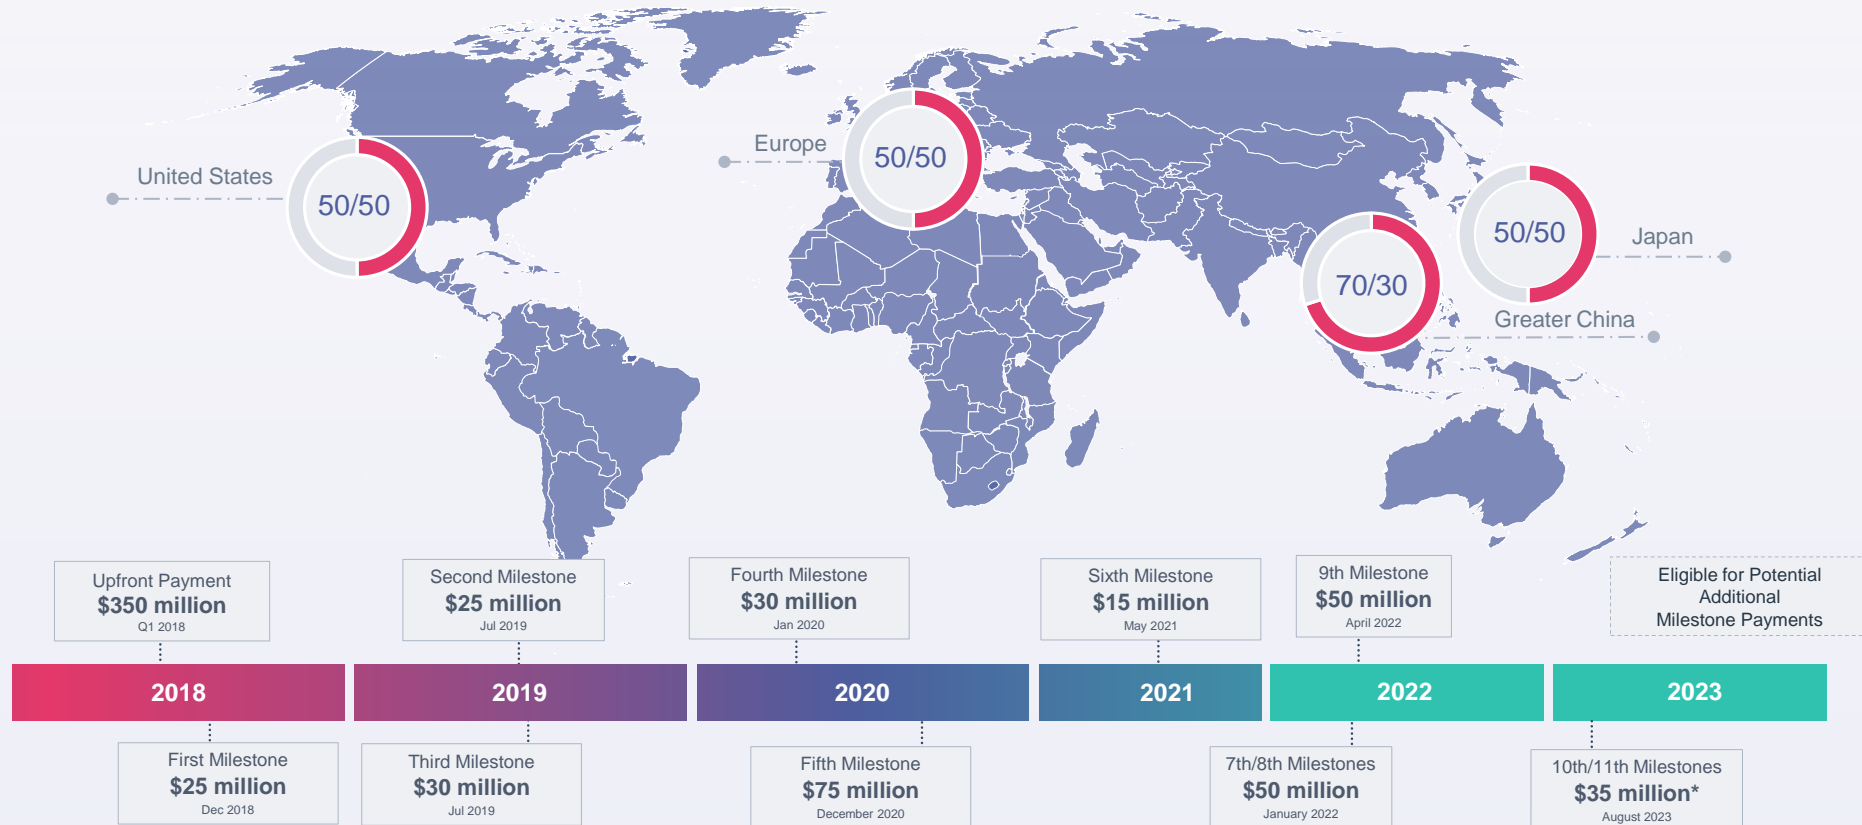 Europe
50/50
United States
50/50
50/50
Japan
70/30
Greater China
Upfront Payment
$350 million
Q1 2018
Second Milestone
$25 million
Jul 2019
Fourth Milestone
$30 million
Jan 2020
Sixth Milestone
$15 million
May 2021
9th Milestone
$50 million
April 2022
Eligible for Potential
Additional
Milestone Payments
2018
2019
2020
2021
2022
2023
First Milestone
$25 million
Dec 2018
Third Milestone
$30 million
Jul 2019
Fifth Milestone
$75 million
December 2020
7th/8th Milestones
$50 million
January 2022
10th/11th Milestones
$35 million*
August 2023